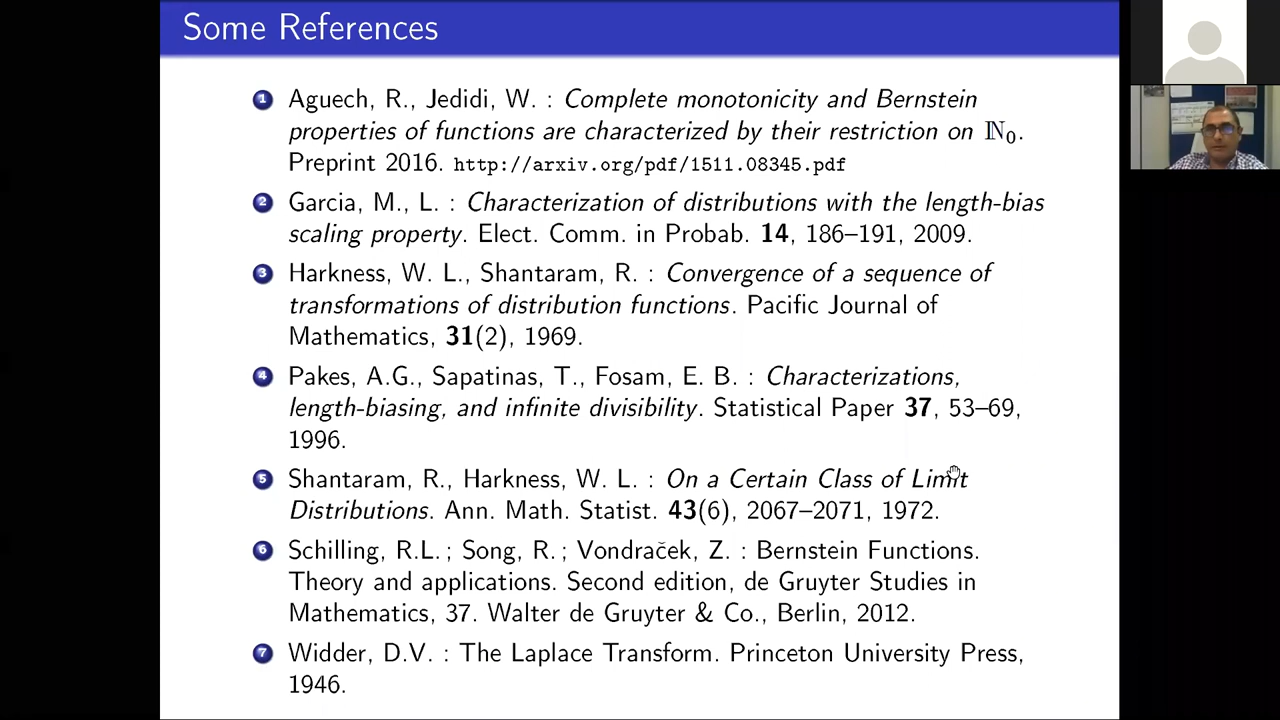 Some References
1 Aguech, R., Jedidi, W. : Complete monotonicity and Bernstein
properties of functions are characterized by their restriction on ℕ₀.
Preprint 2016. http://arxiv.org/pdf/1511.08345.pdf
2 Garcia, M., L. : Characterization of distributions with the length-bias
scaling property. Elect. Comm. in Probab. 14, 186–191, 2009.
3 Harkness, W. L., Shantaram, R. : Convergence of a sequence of
transformations of distribution functions. Pacific Journal of
Mathematics, 31(2), 1969.
4 Pakes, A.G., Sapatinas, T., Fosam, E. B. : Characterizations,
length-biasing, and infinite divisibility. Statistical Paper 37, 53–69,
1996.
5 Shantaram, R., Harkness, W. L. : On a Certain Class of Limit
Distributions. Ann. Math. Statist. 43(6), 2067–2071, 1972.
6 Schilling, R.L.; Song, R.; Vondraček, Z. : Bernstein Functions.
Theory and applications. Second edition, de Gruyter Studies in
Mathematics, 37. Walter de Gruyter & Co., Berlin, 2012.
7 Widder, D.V. : The Laplace Transform. Princeton University Press,
1946.